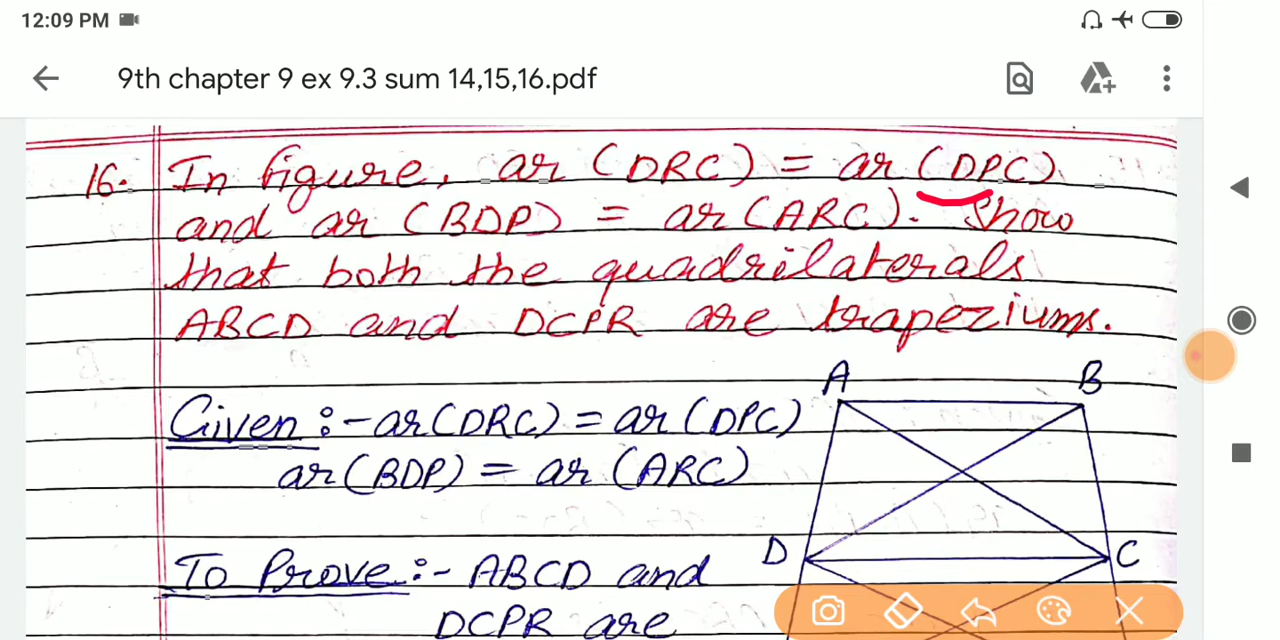 12:09 PM
9th chapter 9 ex 9.3 sum 14,15,16.pdf
16. In figure, ar (DRC) = ar (DPC)
and ar (BDP) = ar (ARC). Show
that both the quadrilaterals
ABCD and DCPR are trapeziums.
A B
Given :- ar (DRC) = ar (DPC)
ar (BDP) = ar (ARC)
D C
To Prove :- ABCD and
DCPR are